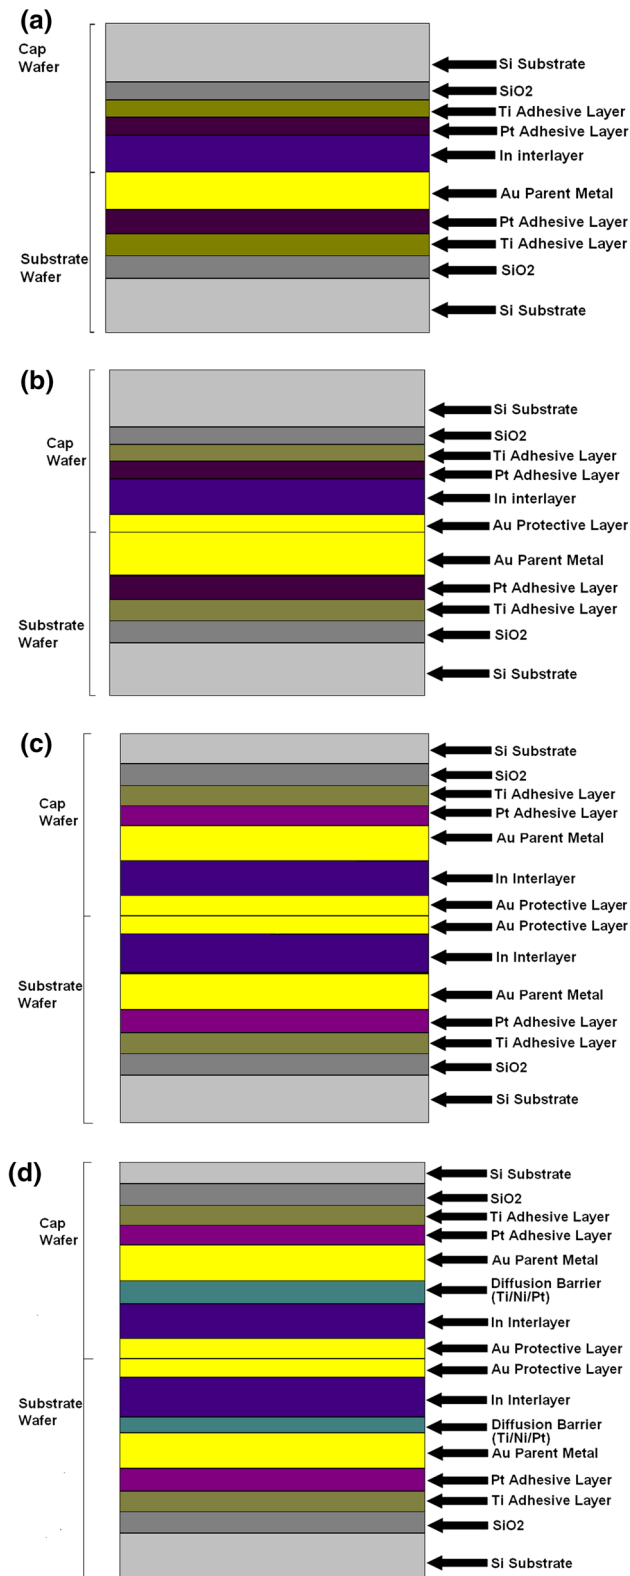 (a)
Cap
Wafer
Si Substrate
SiO2
Ti Adhesive Layer
Pt Adhesive Layer
In interlayer
Au Parent Metal
Pt Adhesive Layer
Ti Adhesive Layer
Substrate
Wafer
SiO2
Si Substrate
(b)
Cap
Wafer
Si Substrate
SiO2
Ti Adhesive Layer
Pt Adhesive Layer
In interlayer
Au Protective Layer
Au Parent Metal
Pt Adhesive Layer
Ti Adhesive Layer
Substrate
Wafer
SiO2
Si Substrate
(c)
Cap
Wafer
Si Substrate
SiO2
Ti Adhesive Layer
Pt Adhesive Layer
Au Parent Metal
In Interlayer
Au Protective Layer
Au Protective Layer
In Interlayer
Substrate
Wafer
Au Parent Metal
Pt Adhesive Layer
Ti Adhesive Layer
SiO2
Si Substrate
(d)
Cap
Wafer
Si Substrate
SiO2
Ti Adhesive Layer
Pt Adhesive Layer
Au Parent Metal
Diffusion Barrier
(Ti/Ni/Pt)
In Interlayer
Au Protective Layer
Au Protective Layer
In Interlayer
Substrate
Wafer
Diffusion Barrier
(Ti/Ni/Pt)
Au Parent Metal
Pt Adhesive Layer
Ti Adhesive Layer
SiO2
Si Substrate